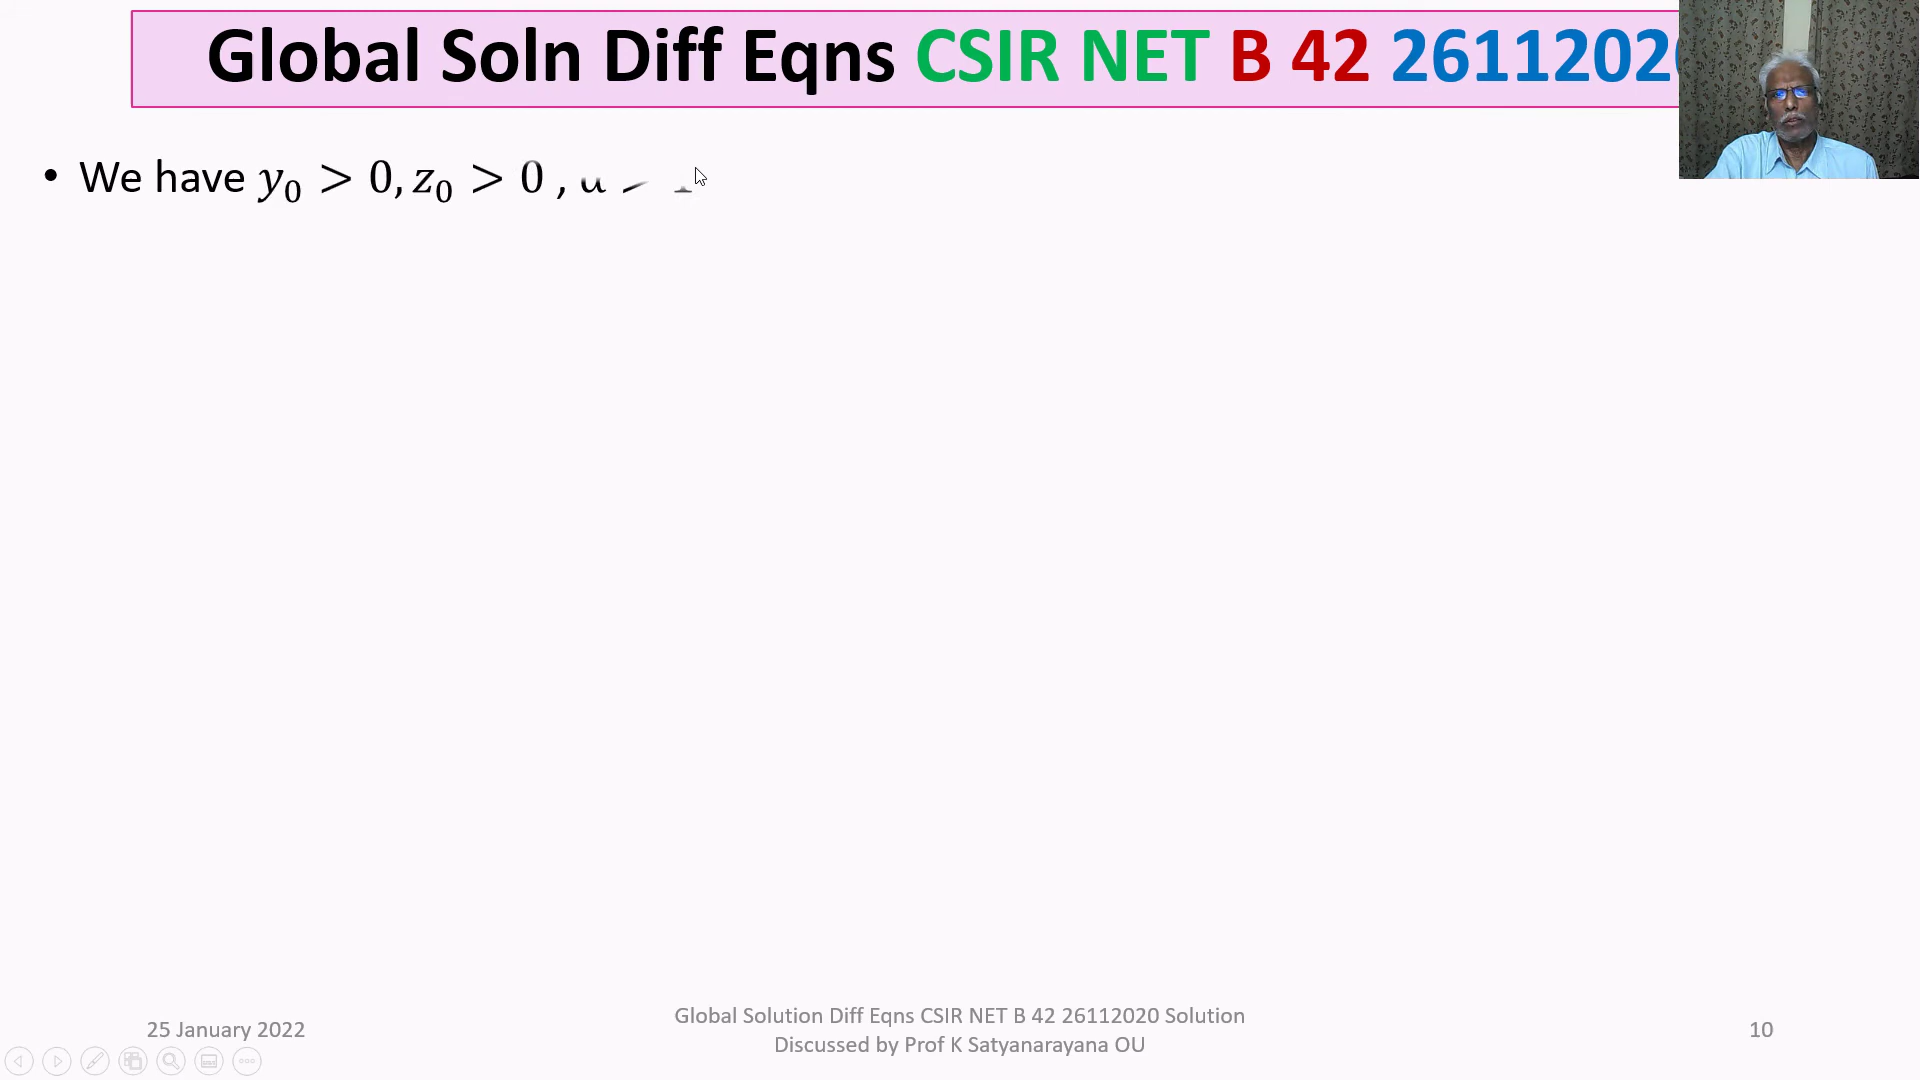 Global Soln Diff Eqns CSIR NET B 42 2611202
• We have y₀ > 0, z₀ > 0 ,
25 January 2022
Global Solution Diff Eqns CSIR NET B 42 26112020 Solution
Discussed by Prof K Satyanarayana OU
10